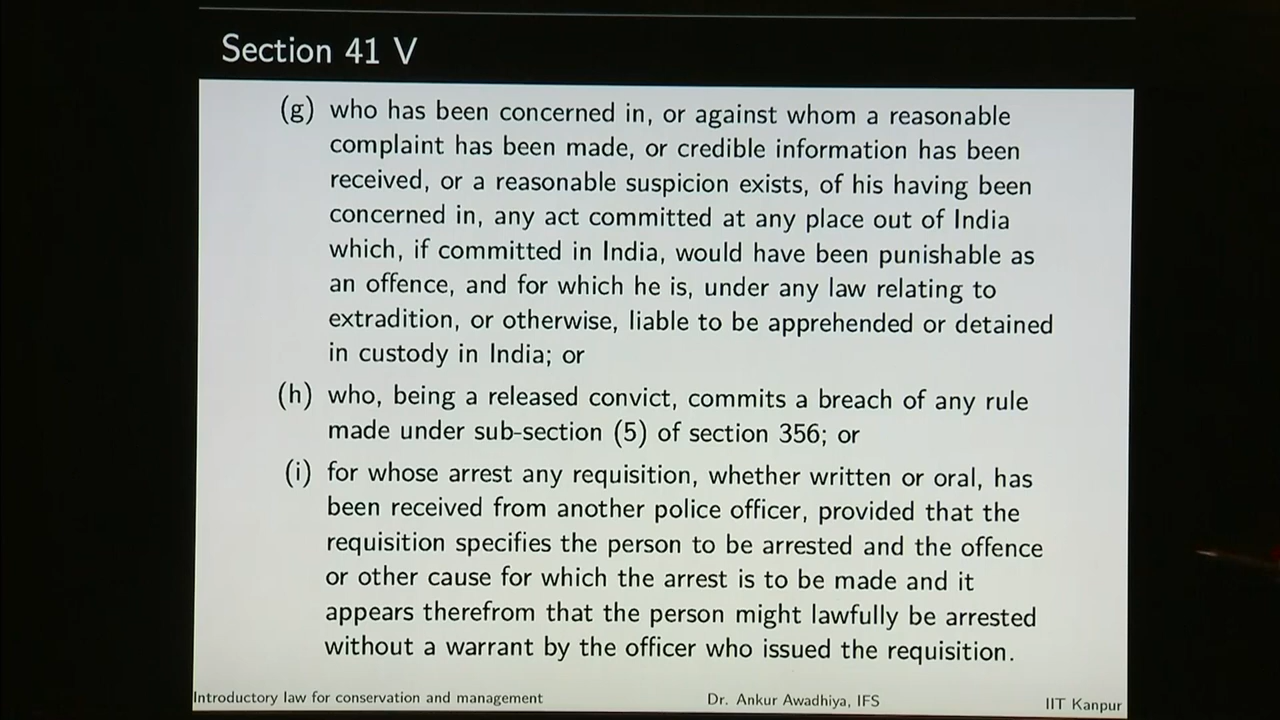 Section 41 V
(g) who has been concerned in, or against whom a reasonable
complaint has been made, or credible information has been
received, or a reasonable suspicion exists, of his having been
concerned in, any act committed at any place out of India
which, if committed in India, would have been punishable as
an offence, and for which he is, under any law relating to
extradition, or otherwise, liable to be apprehended or detained
in custody in India; or
(h) who, being a released convict, commits a breach of any rule
made under sub-section (5) of section 356; or
(i) for whose arrest any requisition, whether written or oral, has
been received from another police officer, provided that the
requisition specifies the person to be arrested and the offence
or other cause for which the arrest is to be made and it
appears therefrom that the person might lawfully be arrested
without a warrant by the officer who issued the requisition.
Introductory law for conservation and management Dr. Ankur Awadhiya, IFS IIT Kanpur